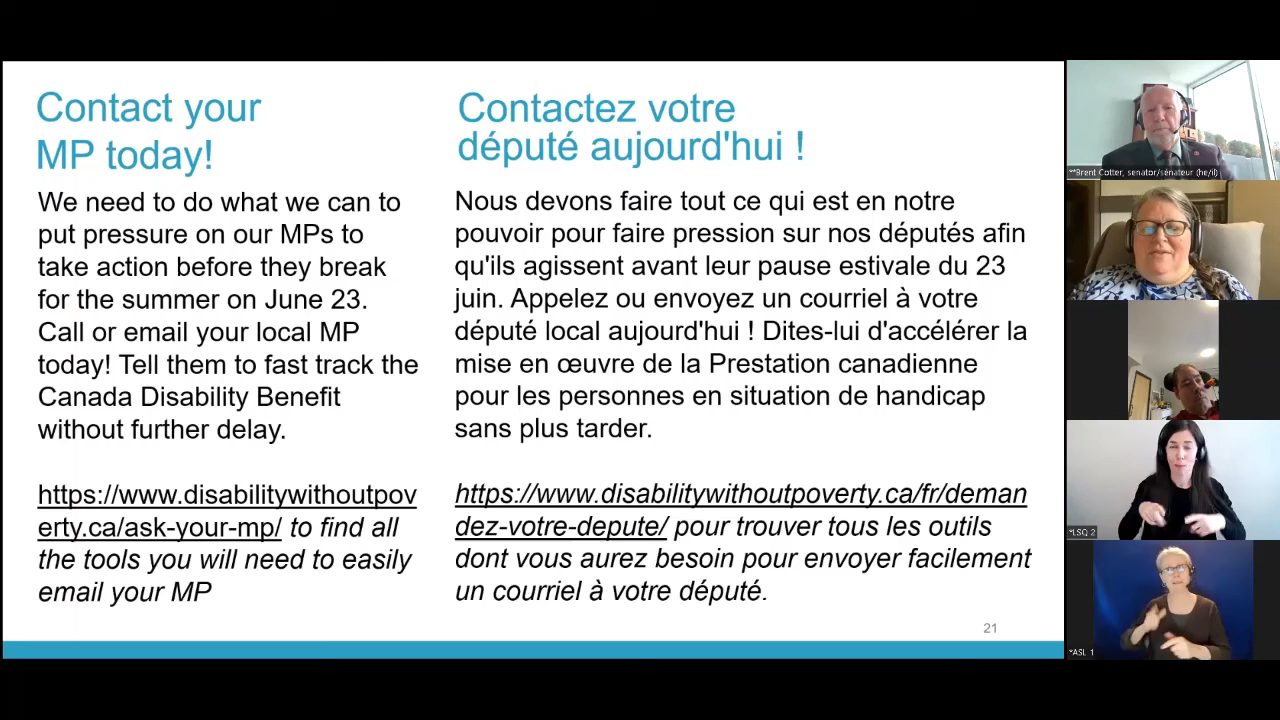 Contact your
MP today!
We need to do what we can to
put pressure on our MPs to
take action before they break
for the summer on June 23.
Call or email your local MP
today! Tell them to fast track the
Canada Disability Benefit
without further delay.
https://www.disabilitywithoutpov
erty.ca/ask-your-mp/ to find all
the tools you will need to easily
email your MP
Contactez votre
député aujourd'hui !
Nous devons faire tout ce qui est en notre
pouvoir pour faire pression sur nos députés afin
qu'ils agissent avant leur pause estivale du 23
juin. Appelez ou envoyez un courriel à votre
député local aujourd'hui ! Dites-lui d'accélérer la
mise en œuvre de la Prestation canadienne
pour les personnes en situation de handicap
sans plus tarder.
https://www.disabilitywithoutpoverty.ca/fr/deman
dez-votre-depute/ pour trouver tous les outils
dont vous aurez besoin pour envoyer facilement
un courriel à votre député.
21
**Brent Cotter, senator/sénateur (he/il)
*LSQ 2
*ASL 1